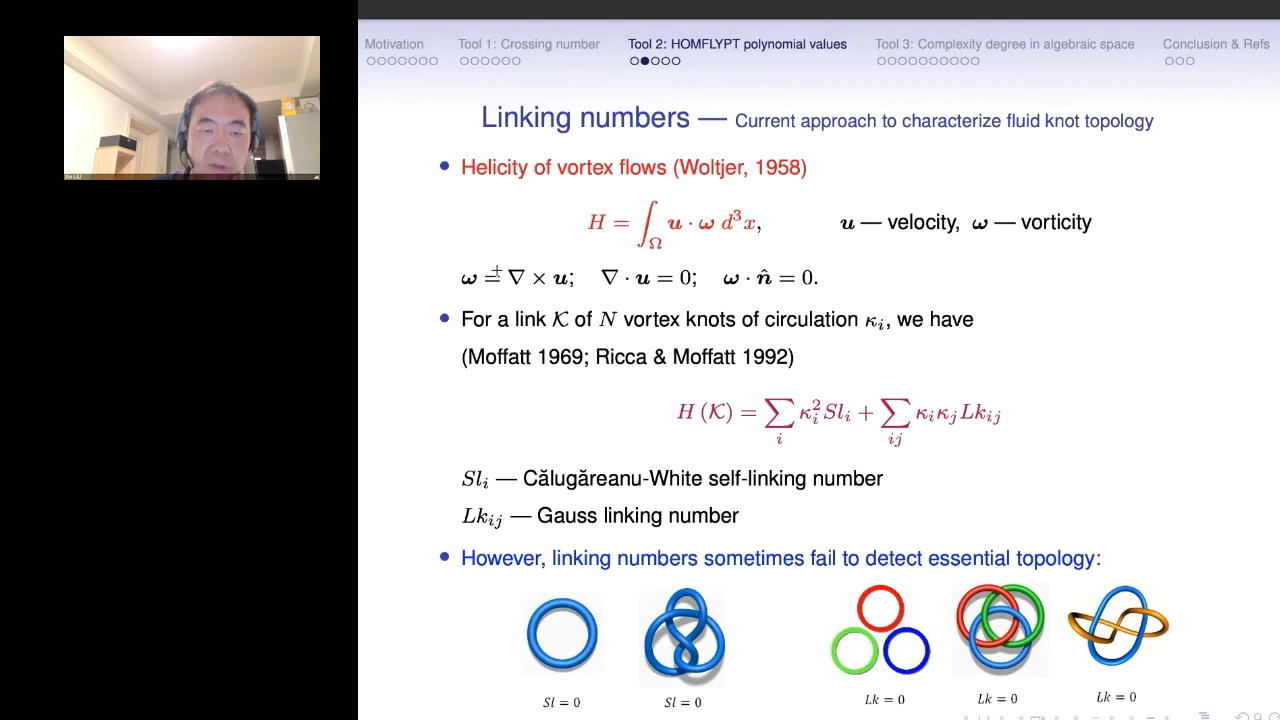 Motivation Tool 1: Crossing number Tool 2: HOMFLYPT polynomial values Tool 3: Complexity degree in algebraic space Conclusion & Refs
Linking numbers — Current approach to characterize fluid knot topology
Helicity of vortex flows (Woltjer, 1958)
H = ∫_Ω u · ω d³x, u — velocity, ω — vorticity
ω = ∇ × u; ∇ · u = 0; ω · n̂ = 0.
For a link 𝒦 of N vortex knots of circulation κ_i, we have
(Moffatt 1969; Ricca & Moffatt 1992)
H (𝒦) = ∑_i κ_i² Sl_i + ∑_ij κ_i κ_j Lk_ij
Sl_i — Călugăreanu-White self-linking number
Lk_ij — Gauss linking number
However, linking numbers sometimes fail to detect essential topology:
Sl = 0 Sl = 0 Lk = 0 Lk = 0 Lk = 0
Xin LIU